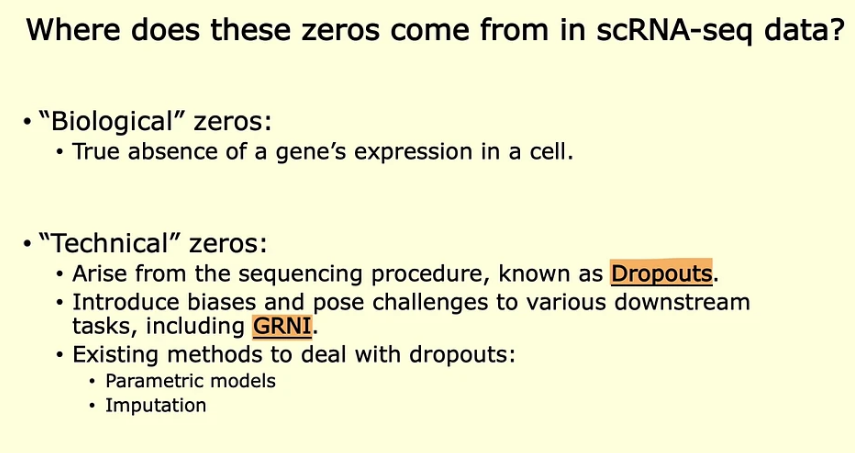 Where does these zeros come from in scRNA-seq data?
• “Biological” zeros:
• True absence of a gene’s expression in a cell.
• “Technical” zeros:
• Arise from the sequencing procedure, known as Dropouts.
• Introduce biases and pose challenges to various downstream
tasks, including GRNI.
• Existing methods to deal with dropouts:
• Parametric models
• Imputation